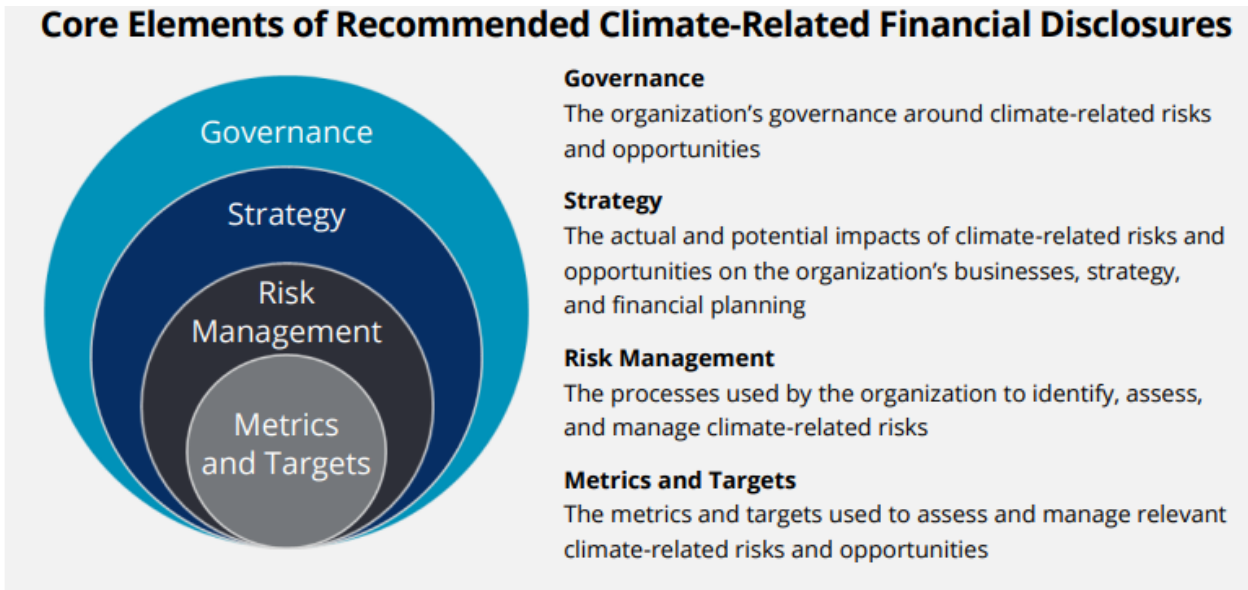 Core Elements of Recommended Climate-Related Financial Disclosures
Governance
Strategy
Risk
Management
Metrics
and Targets
Governance
The organization’s governance around climate-related risks
and opportunities
Strategy
The actual and potential impacts of climate-related risks and
opportunities on the organization’s businesses, strategy,
and financial planning
Risk Management
The processes used by the organization to identify, assess,
and manage climate-related risks
Metrics and Targets
The metrics and targets used to assess and manage relevant
climate-related risks and opportunities